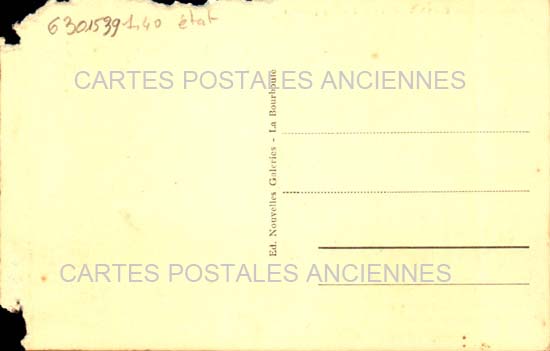 6301539 1,40 état
CARTES POSTALES ANCIENNES
Ed. Nouvelles Galeries - La Bourboule
CARTES POSTALES ANCIENNES